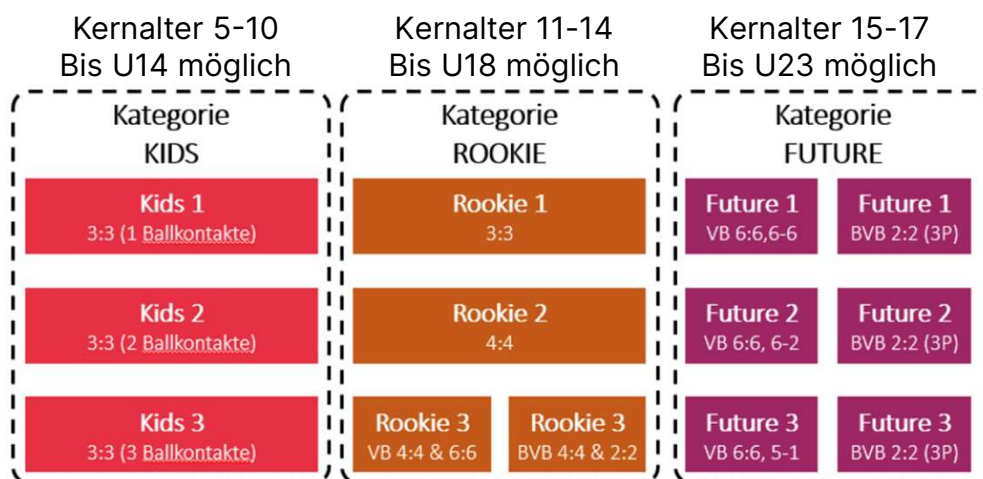 Kernalter 5-10
Bis U14 möglich
Kernalter 11-14
Bis U18 möglich
Kernalter 15-17
Bis U23 möglich
Kategorie
KIDS
Kids 1
3:3 (1 Ballkontakte)
Kids 2
3:3 (2 Ballkontakte)
Kids 3
3:3 (3 Ballkontakte)
Kategorie
ROOKIE
Rookie 1
3:3
Rookie 2
4:4
Rookie 3
VB 4:4 & 6:6
Rookie 3
BVB 4:4 & 2:2
Kategorie
FUTURE
Future 1
VB 6:6,6-6
Future 1
BVB 2:2 (3P)
Future 2
VB 6:6, 6-2
Future 2
BVB 2:2 (3P)
Future 3
VB 6:6, 5-1
Future 3
BVB 2:2 (3P)